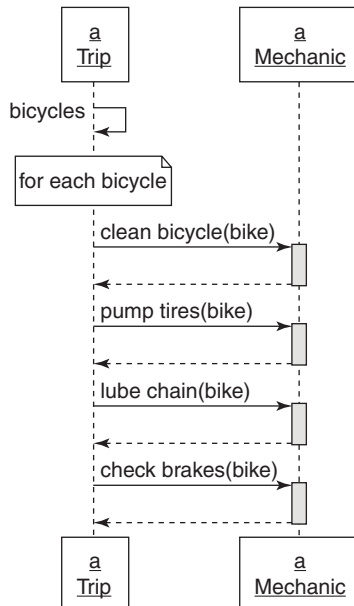 a
Trip
a
Mechanic
bicycles
for each bicycle
clean bicycle(bike)
pump tires(bike)
lube chain(bike)
check brakes(bike)
a
Trip
a
Mechanic